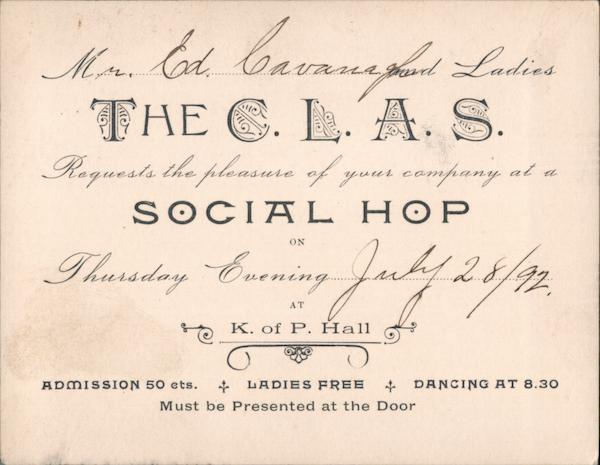 Mr. Ed. Cavanagh and Ladies
THE C. L. A. S.
Requests the pleasure of your company at a
SOCIAL HOP
ON
Thursday Evening July 28/92.
AT
K. of P. Hall
ADMISSION 50 cts. LADIES FREE DANCING AT 8.30
Must be Presented at the Door